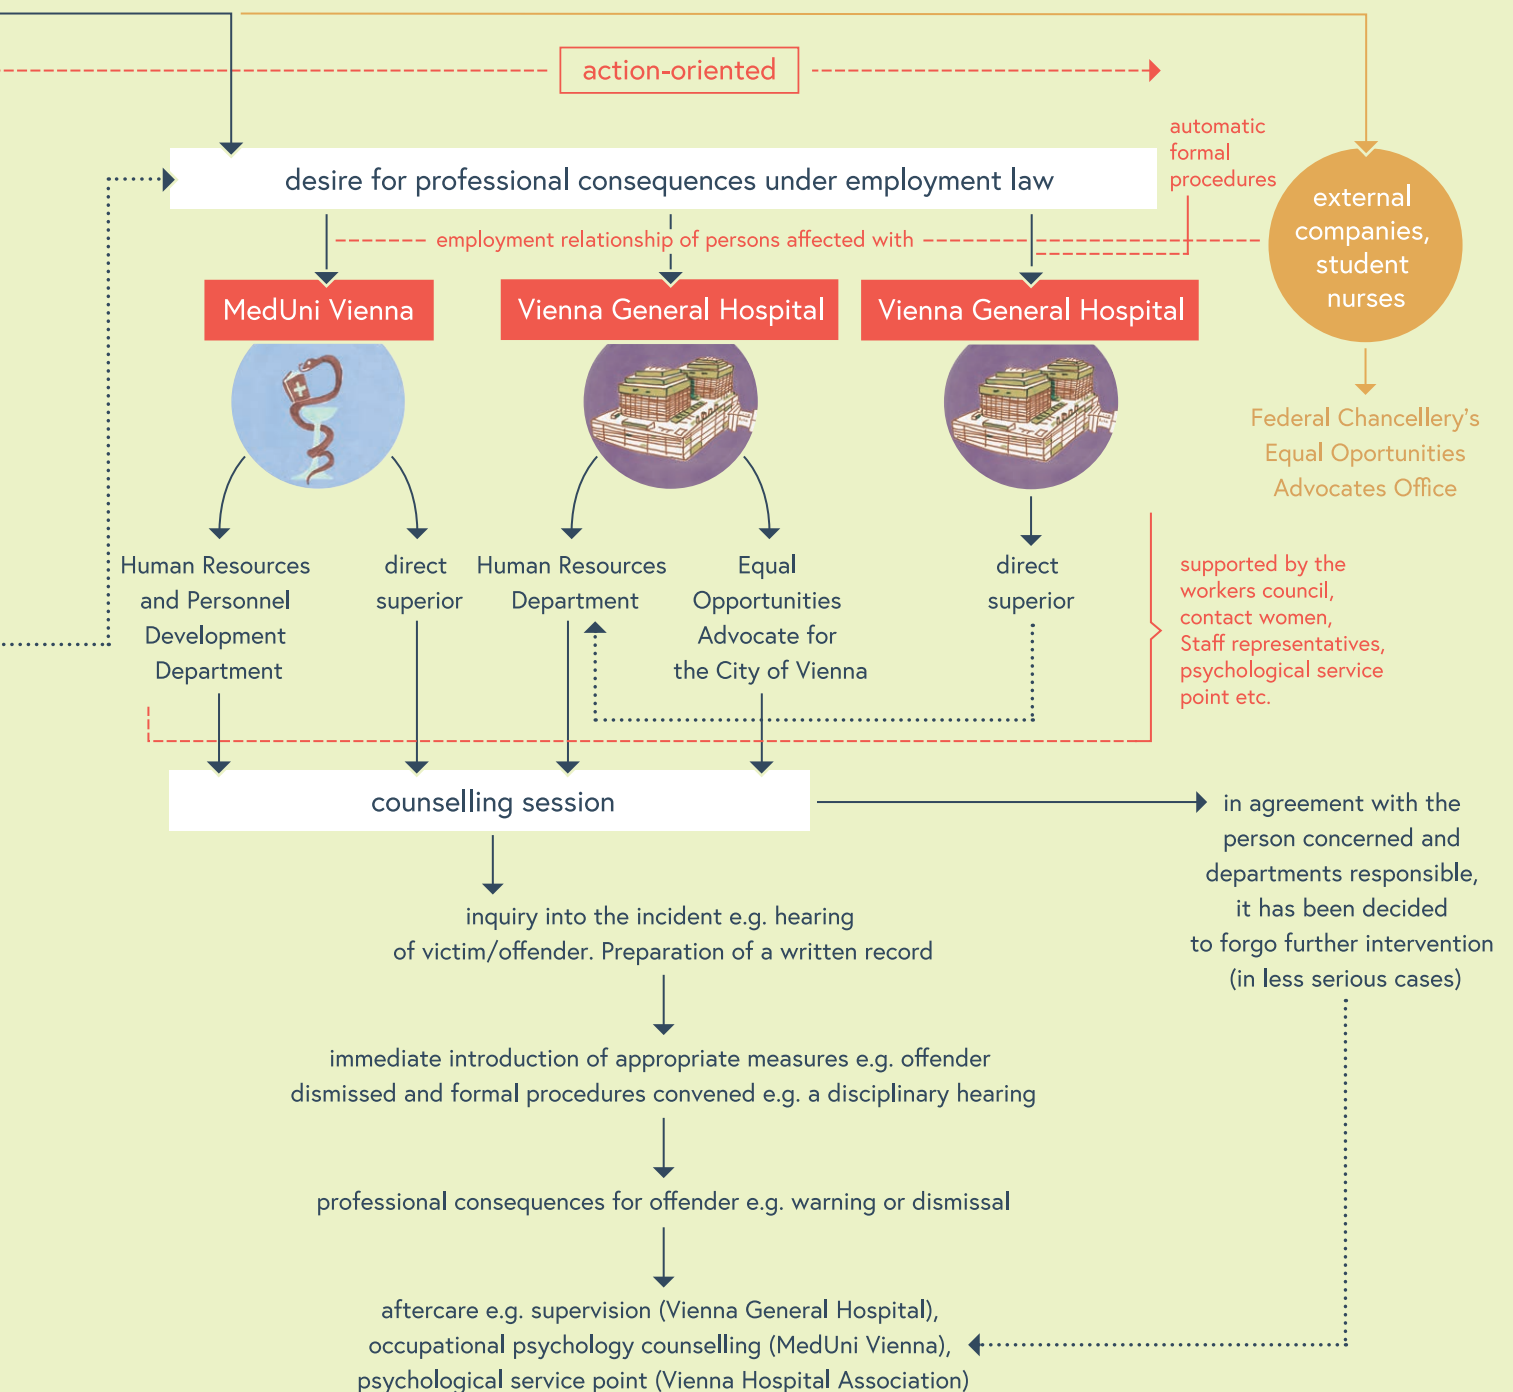 action-oriented
automatic
formal
procedures
desire for professional consequences under employment law
external
companies,
student
nurses
employment relationship of persons affected with
MedUni Vienna
Vienna General Hospital
Vienna General Hospital
Federal Chancellery's
Equal Oportunities
Advocates Office
Human Resources
and Personnel
Development
Department
direct
superior
Human Resources
Department
Equal
Opportunities
Advocate for
the City of Vienna
direct
superior
supported by the
workers council,
contact women,
Staff representatives,
psychological service
point etc.
counselling session
in agreement with the
person concerned and
departments responsible,
it has been decided
to forgo further intervention
(in less serious cases)
inquiry into the incident e.g. hearing
of victim/offender. Preparation of a written record
immediate introduction of appropriate measures e.g. offender
dismissed and formal procedures convened e.g. a disciplinary hearing
professional consequences for offender e.g. warning or dismissal
aftercare e.g. supervision (Vienna General Hospital),
occupational psychology counselling (MedUni Vienna),
psychological service point (Vienna Hospital Association)